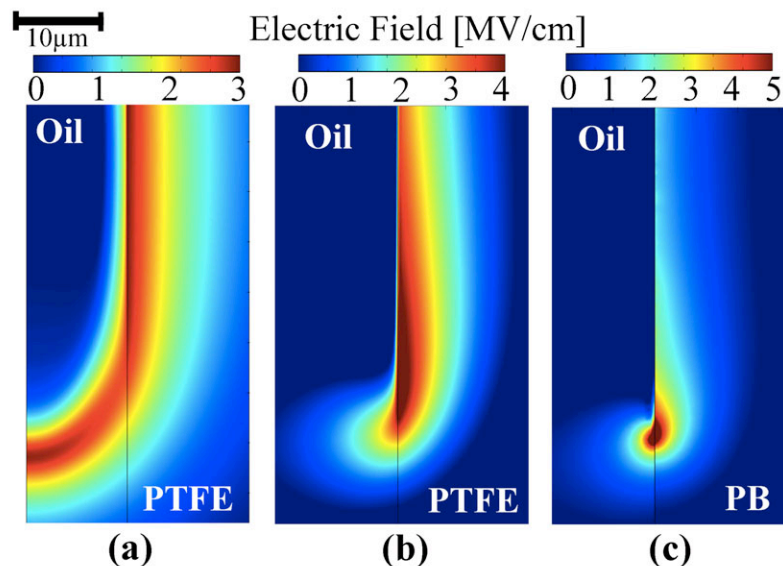 10µm
Electric Field [MV/cm]
0 1 2 3
0 1 2 3 4
0 1 2 3 4 5
Oil
Oil
Oil
PTFE
PTFE
PB
(a)
(b)
(c)